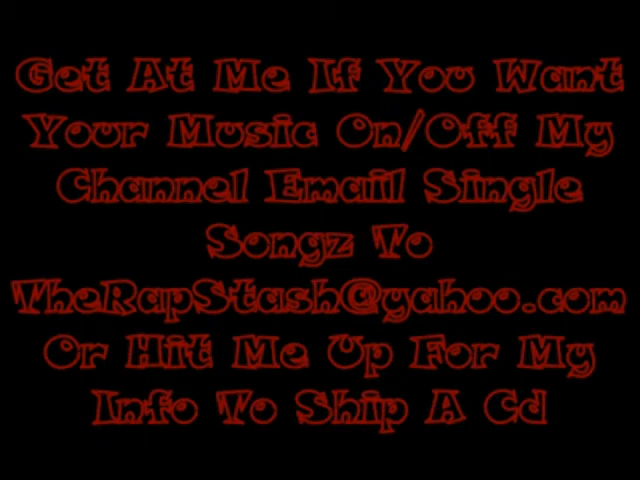 Get At Me If You Want
Your Music On/Off My
Channel Email Single
Songz To
TheRapStash@yahoo.com
Or Hit Me Up For My
Info To Ship A Cd